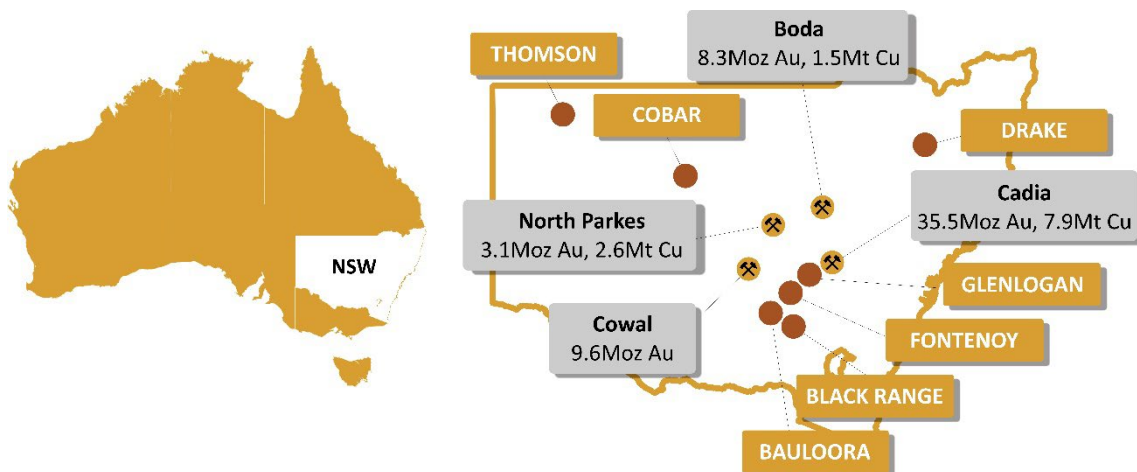 NSW
THOMSON
COBAR
Boda
8.3Moz Au, 1.5Mt Cu
DRAKE
North Parkes
3.1Moz Au, 2.6Mt Cu
Cadia
35.5Moz Au, 7.9Mt Cu
GLENLOGAN
Cowal
9.6Moz Au
FONTENOY
BLACK RANGE
BAULOORA